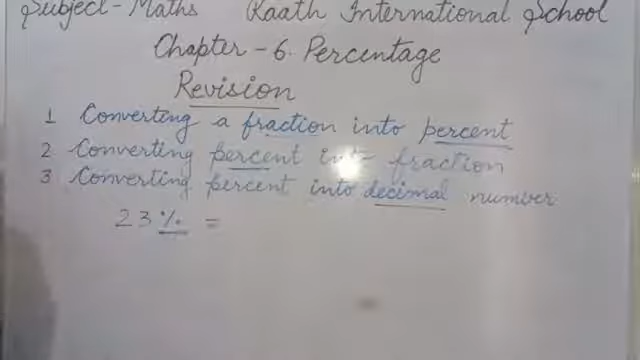 Subject-Maths Raath International School
Chapter-6. Percentage
Revision
1 Converting a fraction into percent
2 Converting percent into fraction
3 Converting percent into decimal number
23% =